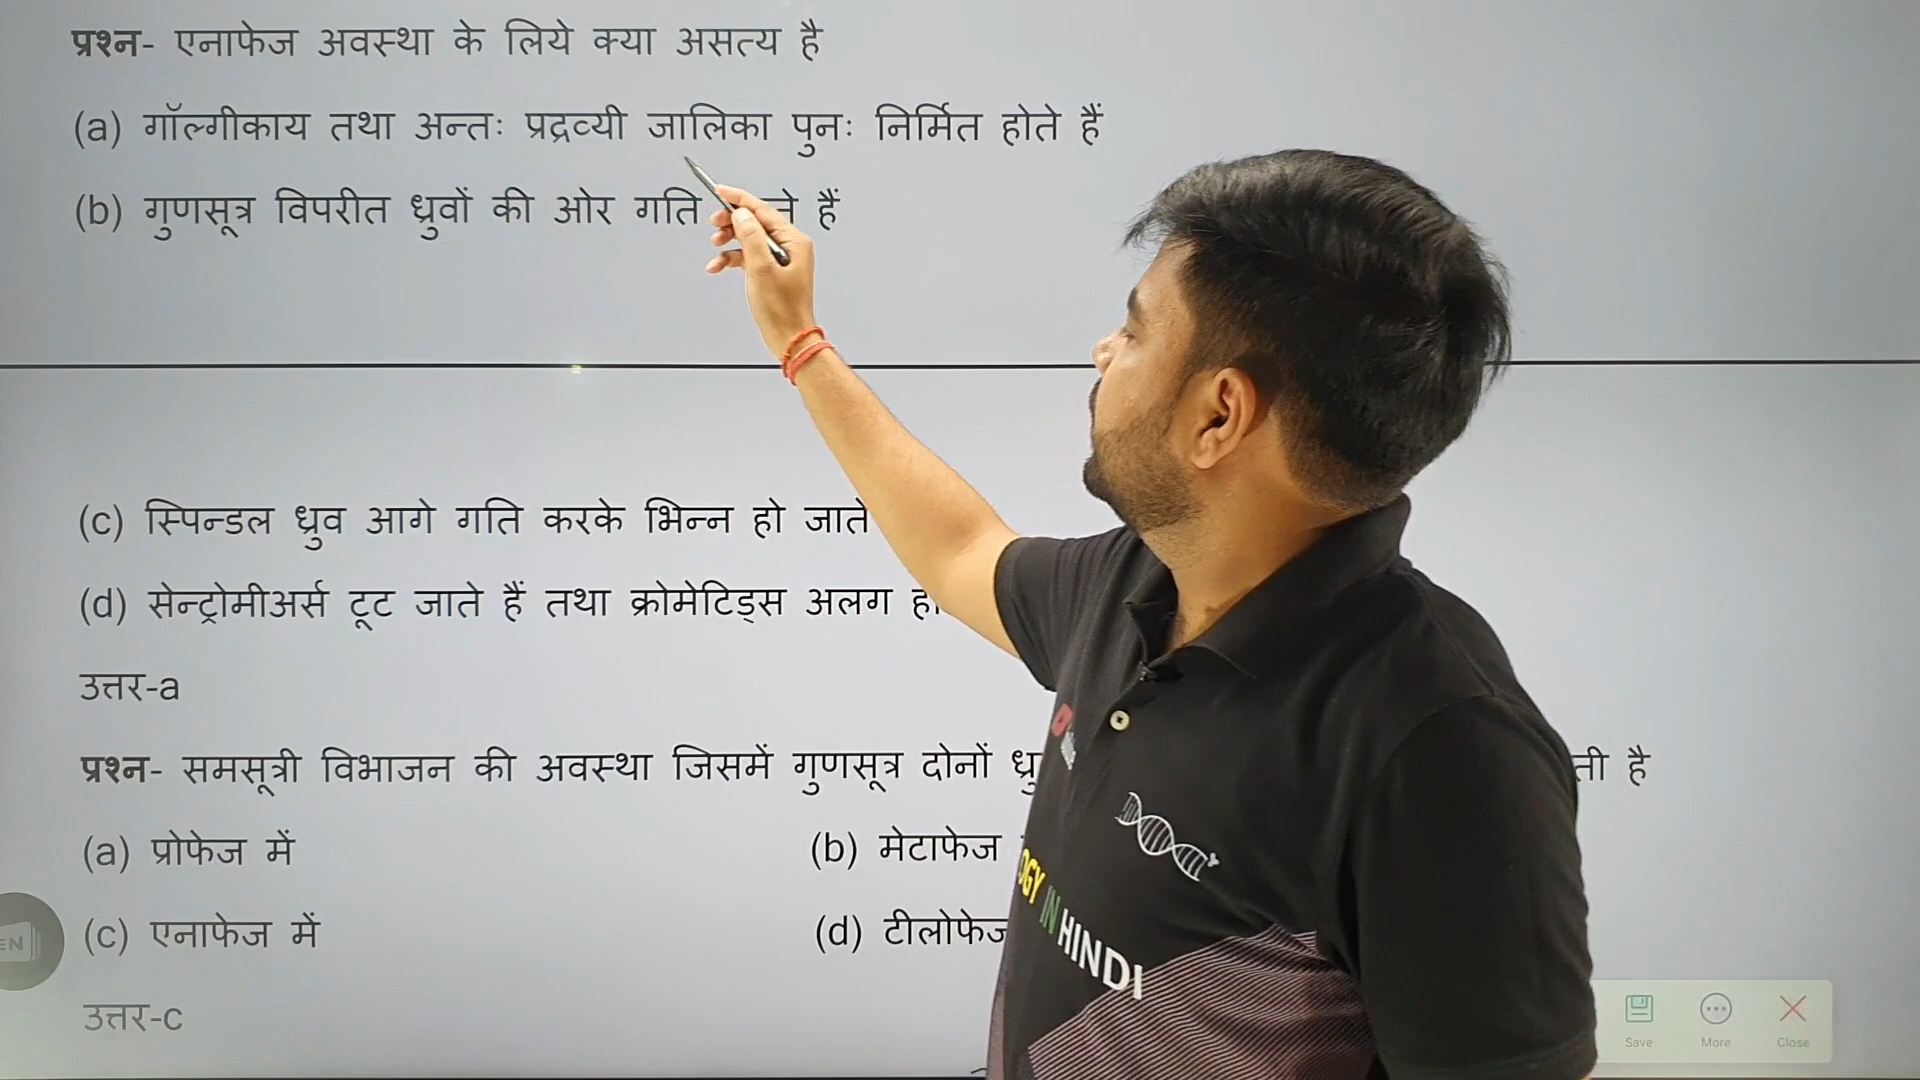 प्रश्न- एनाफेज अवस्था के लिये क्या असत्य है
(a) गॉल्गीकाय तथा अन्तः प्रद्रव्यी जालिका पुनः निर्मित होते हैं
(b) गुणसूत्र विपरीत ध्रुवों की ओर गति हैं
(c) स्पिन्डल ध्रुव आगे गति करके भिन्न हो जाते
(d) सेन्ट्रोमीअर्स टूट जाते हैं तथा क्रोमेटिड्स अलग
उत्तर-a
प्रश्न- समसूत्री विभाजन की अवस्था जिसमें गुणसूत्र दोनों है
(a) प्रोफेज में
(b) मेटाफेज
(c) एनाफेज में
(d) टीलोफेज
उत्तर-c
IN HINDI
Save
More
Close